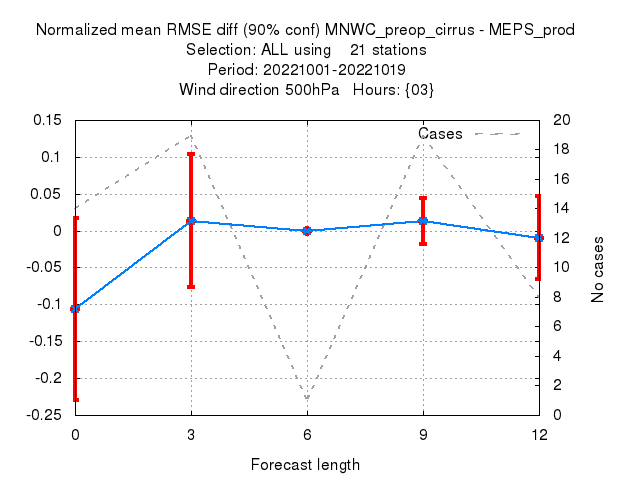 Normalized mean RMSE diff (90% conf) MNWC_preop_cirrus - MEPS_prod
Selection: ALL using 21 stations
Period: 20221001-20221019
Wind direction 500hPa Hours: {03}
Cases
0.15
0.1
0.05
0
-0.05
-0.1
-0.15
-0.2
-0.25
20
18
16
14
12
10
8
6
4
2
0
No cases
0 3 6 9 12
Forecast length